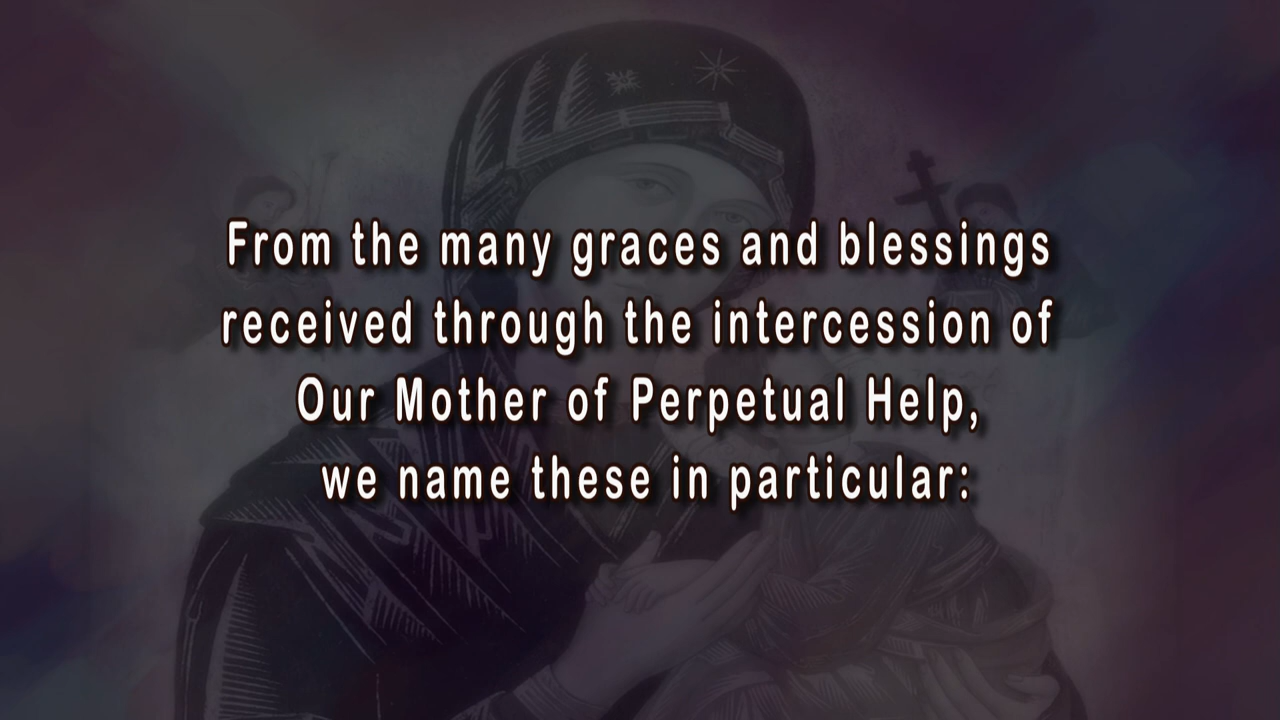 From the many graces and blessings
received through the intercession of
Our Mother of Perpetual Help,
we name these in particular: